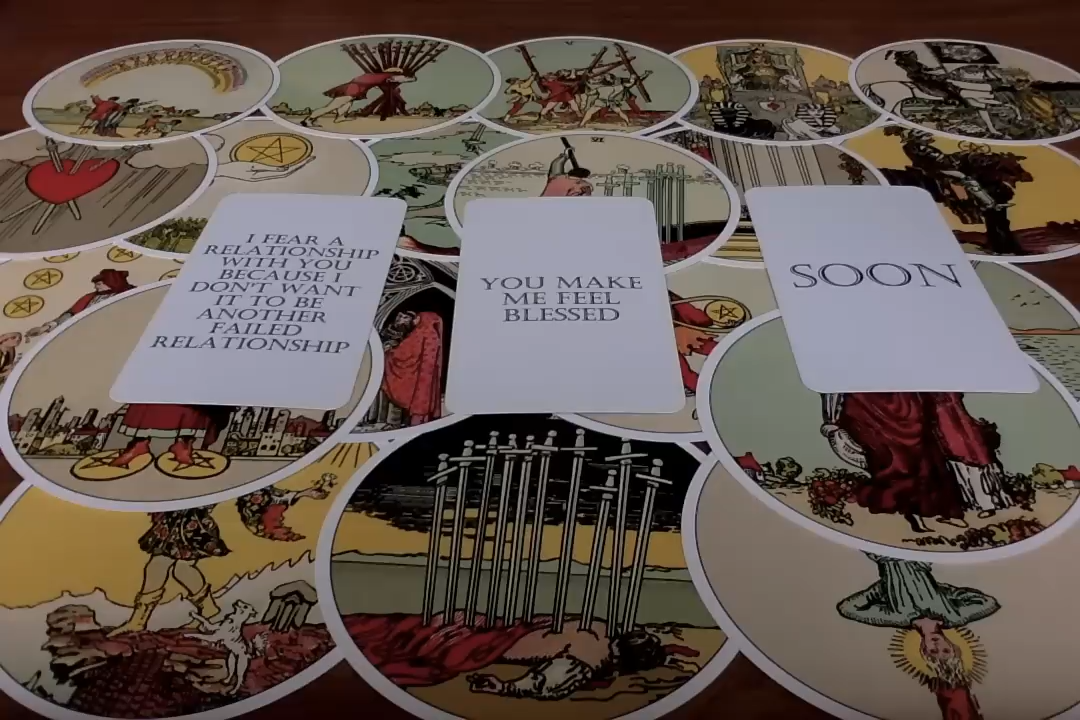 I FEAR A
RELATIONSHIP
WITH YOU
BECAUSE I
DON'T WANT
IT TO BE
ANOTHER
FAILED
RELATIONSHIP
YOU MAKE
ME FEEL
BLESSED
SOON
VI